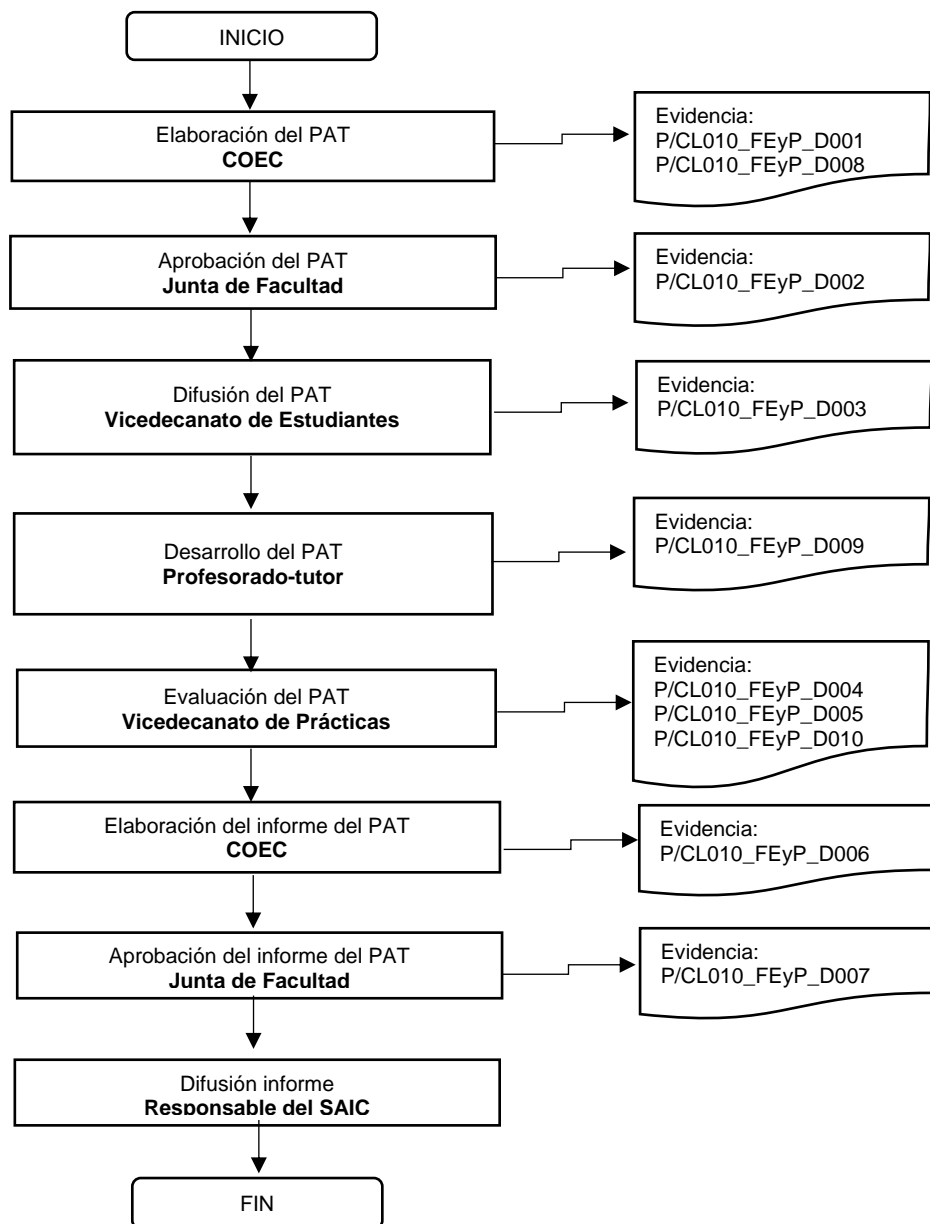 INICIO
Elaboración del PAT
COEC
Evidencia:
P/CL010_FEyP_D001
P/CL010_FEyP_D008
Aprobación del PAT
Junta de Facultad
Evidencia:
P/CL010_FEyP_D002
Difusión del PAT
Vicedecanato de Estudiantes
Evidencia:
P/CL010_FEyP_D003
Desarrollo del PAT
Profesorado-tutor
Evidencia:
P/CL010_FEyP_D009
Evaluación del PAT
Vicedecanato de Prácticas
Evidencia:
P/CL010_FEyP_D004
P/CL010_FEyP_D005
P/CL010_FEyP_D010
Elaboración del informe del PAT
COEC
Evidencia:
P/CL010_FEyP_D006
Aprobación del informe del PAT
Junta de Facultad
Evidencia:
P/CL010_FEyP_D007
Difusión informe
Responsable del SAIC
FIN